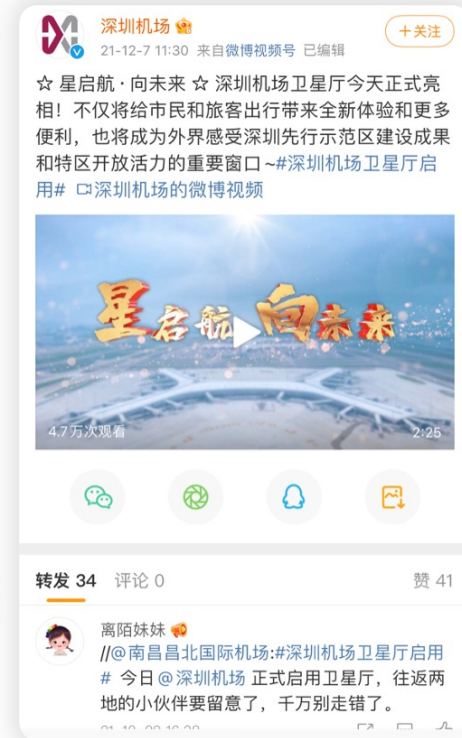 深圳机场
+关注
21-12-7 11:30 来自微博视频号 已编辑
☆ 星启航 · 向未来 ☆ 深圳机场卫星厅今天正式亮
相！不仅将给市民和旅客出行带来全新体验和更多
便利，也将成为外界感受深圳先行示范区建设成果
和特区开放活力的重要窗口~#深圳机场卫星厅启
用# 深圳机场的微博视频
星启航 向未来
4.7万次观看
2:25
转发 34 评论 0
赞 41
离陌妹妹
//@南昌昌北国际机场:#深圳机场卫星厅启用
# 今日@深圳机场 正式启用卫星厅，往返两
地的小伙伴要留意了，千万别走错了。